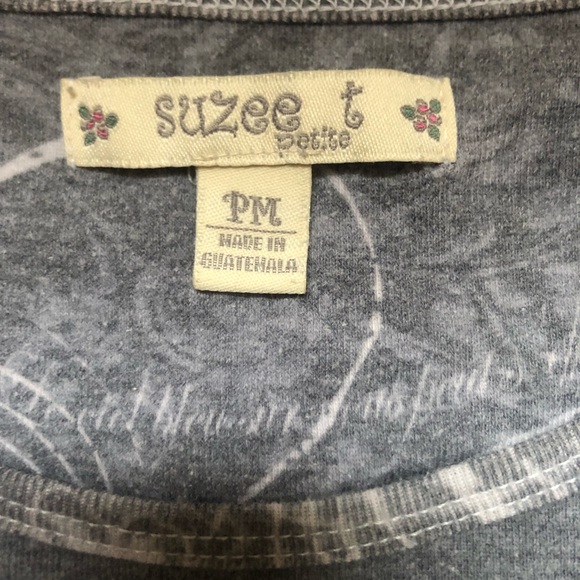 suzee t
petite
PM
MADE IN
GUATEMALA